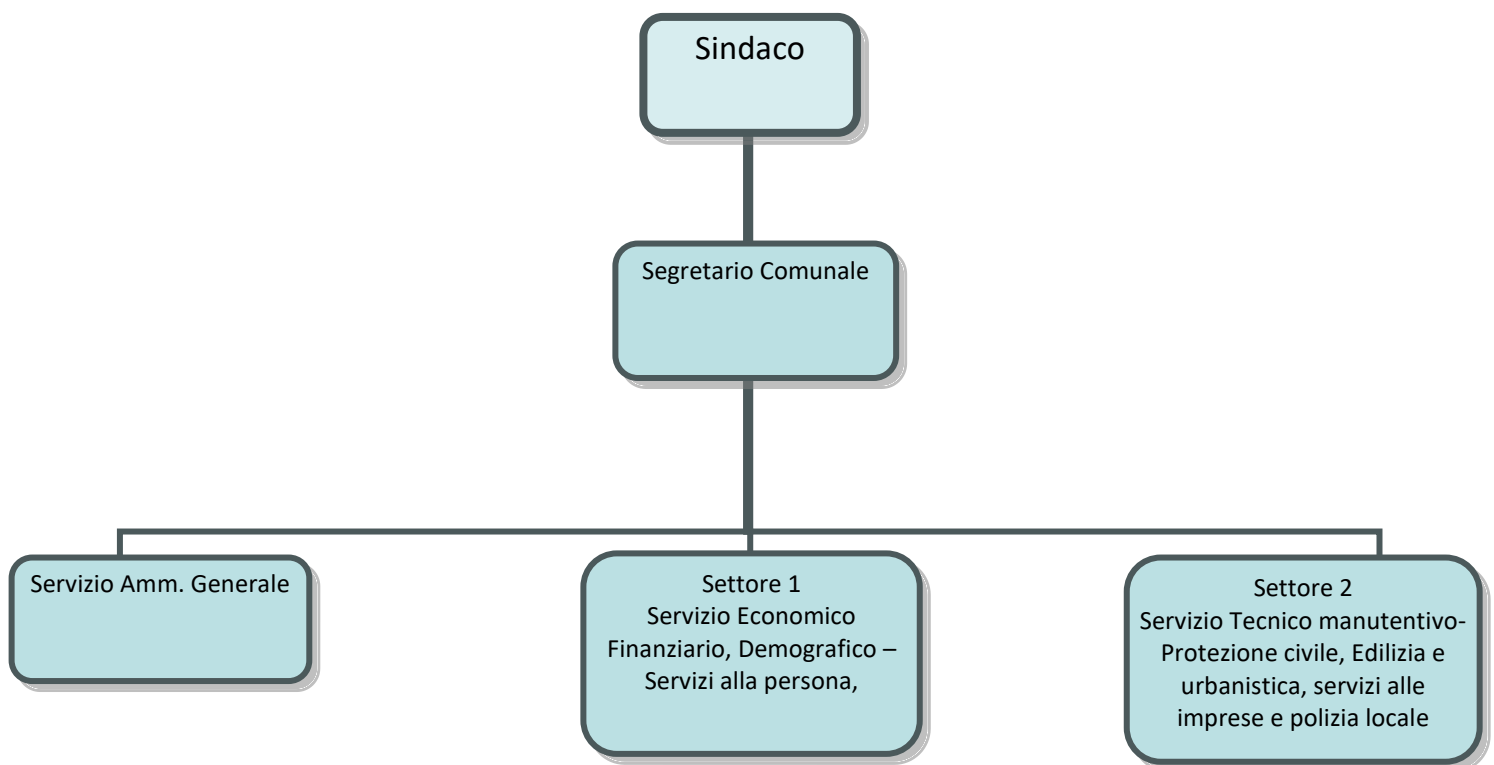 Sindaco
Segretario Comunale
Servizio Amm. Generale
Settore 1
Servizio Economico
Finanziario, Demografico –
Servizi alla persona,
Settore 2
Servizio Tecnico manutentivo-
Protezione civile, Edilizia e
urbanistica, servizi alle
imprese e polizia locale